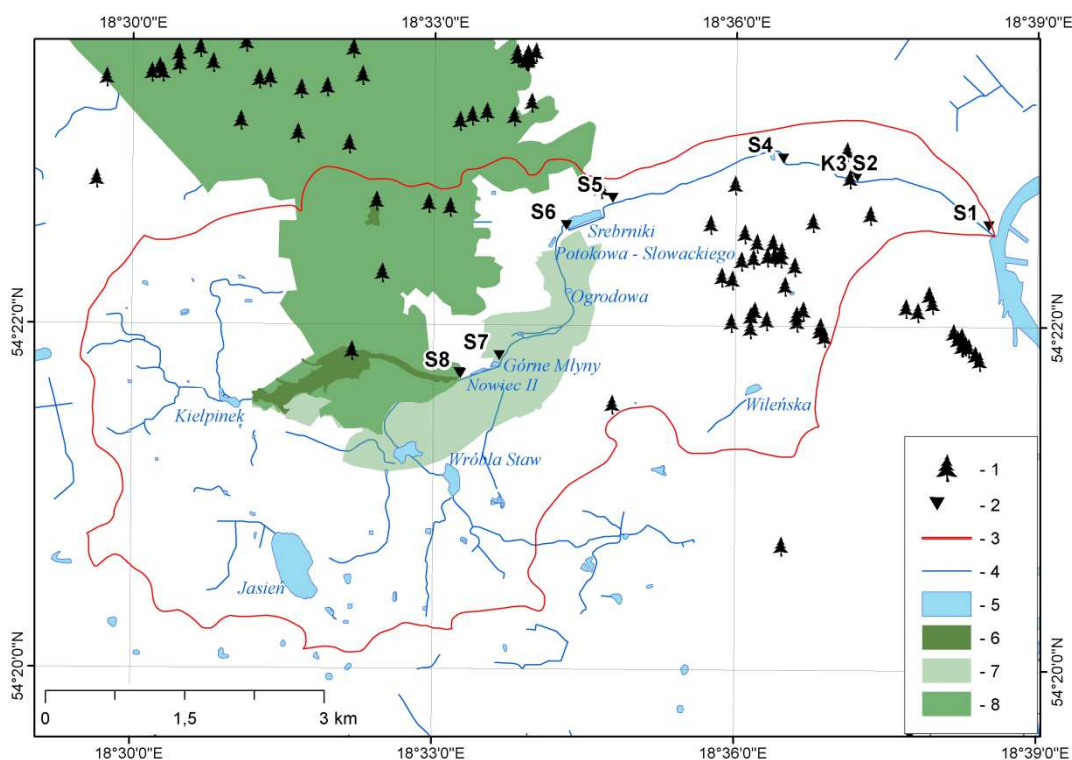 18°30'0"E 18°33'0"E 18°36'0"E 18°39'0"E
S4
K3 S2
S5
S6
S1
Srebrniki
Potokowa - Słowackiego
Ogrodowa
54°22'0"N 54°22'0"N
S7
S8
Górne Młyny
Nowiec II
Kiełpinek
Wileńska
Wróbla Staw
Jasień
54°20'0"N 54°20'0"N
0 1,5 3 km
- 1
- 2
- 3
- 4
- 5
- 6
- 7
- 8
18°30'0"E 18°33'0"E 18°36'0"E 18°39'0"E